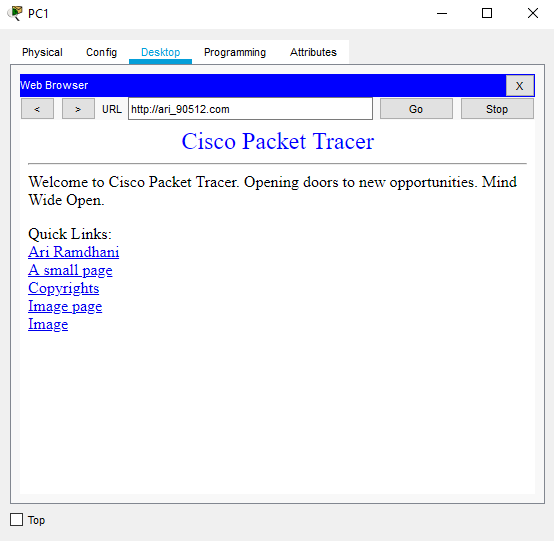 PC1
Physical Config Desktop Programming Attributes
Web Browser X
< > URL http://ari_90512.com Go Stop
Cisco Packet Tracer
Welcome to Cisco Packet Tracer. Opening doors to new opportunities. Mind
Wide Open.
Quick Links:
Ari Ramdhani
A small page
Copyrights
Image page
Image
Top